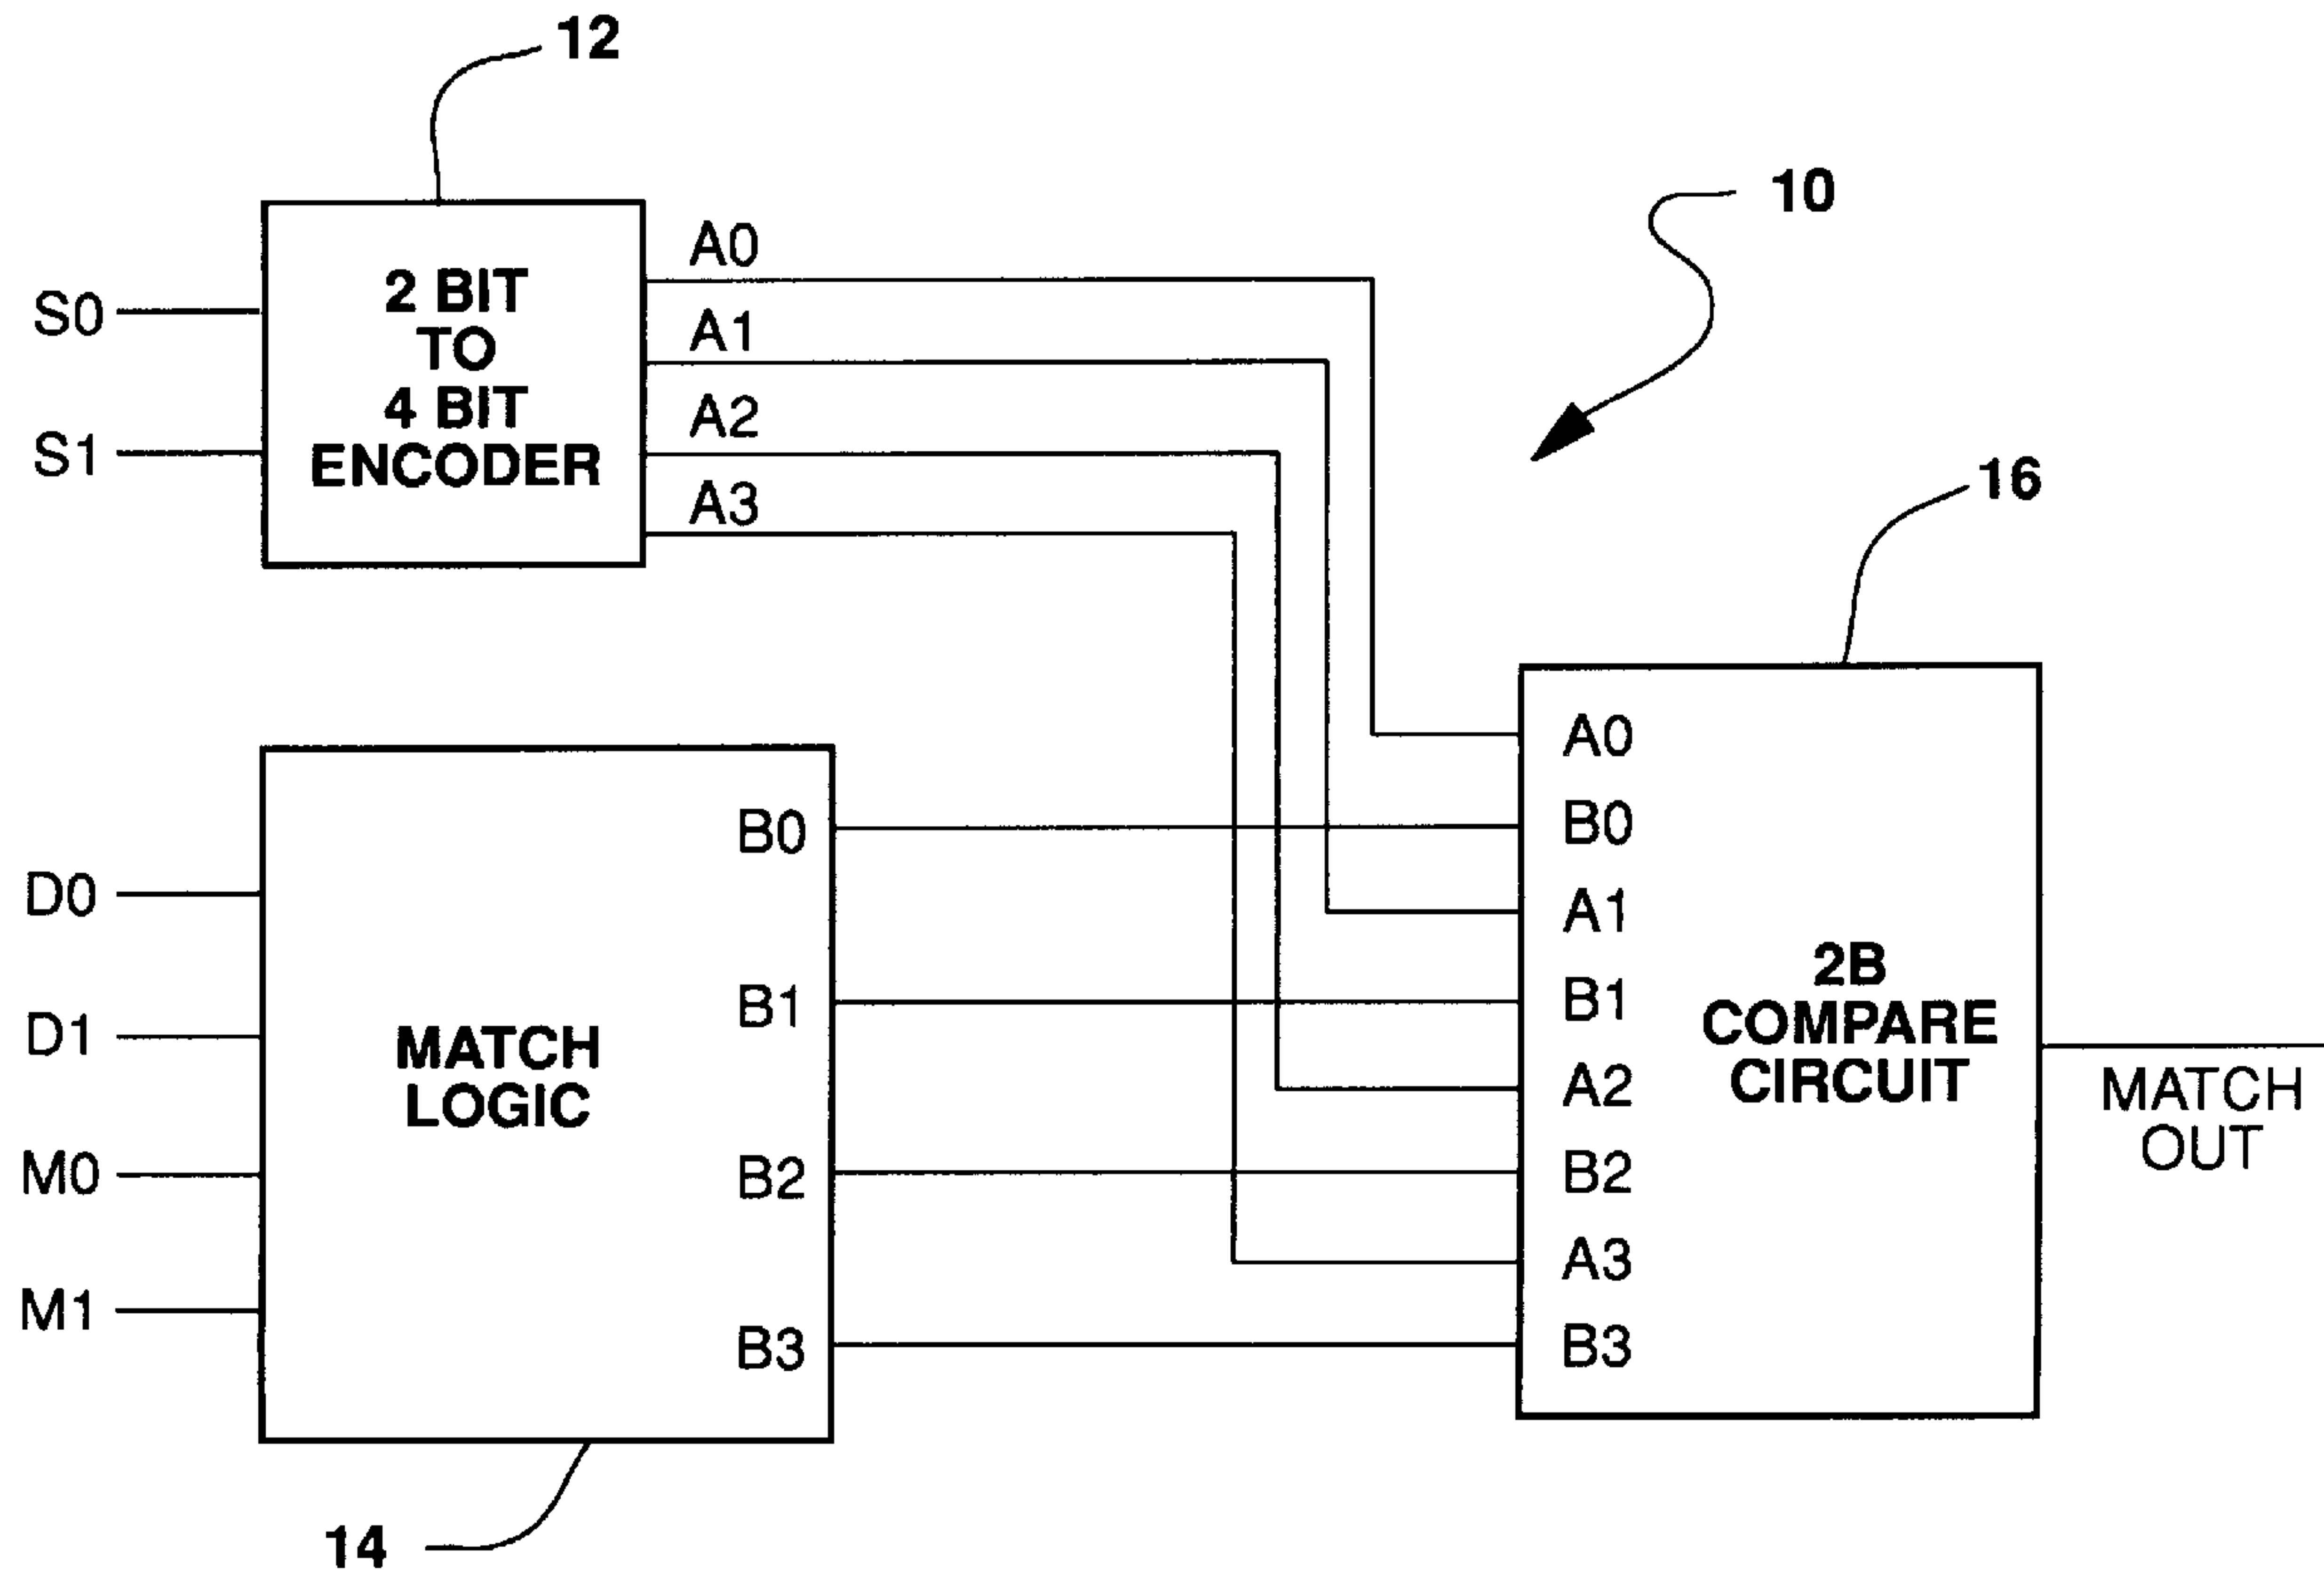 12
10
2 BIT
TO
4 BIT
ENCODER
S0
S1
A0
A1
A2
A3
16
MATCH
LOGIC
D0
D1
M0
M1
B0
B1
B2
B3
A0
B0
A1
B1
A2
B2
A3
B3
2B
COMPARE
CIRCUIT
MATCH
OUT
14